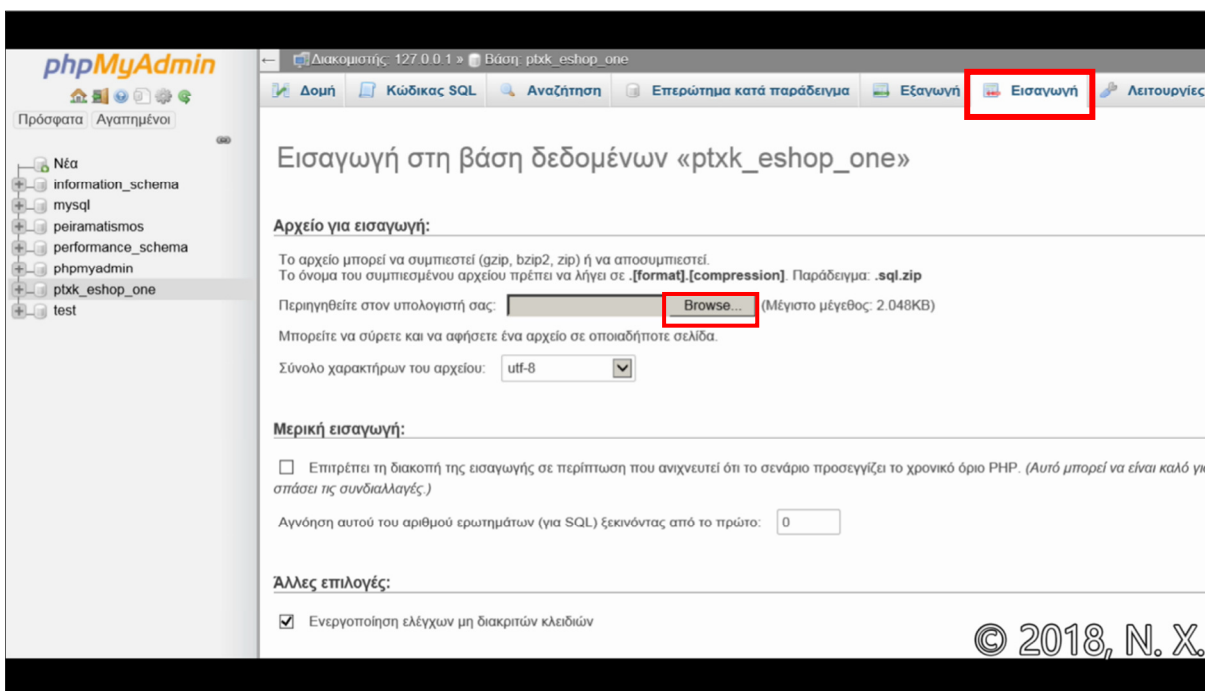 phpMyAdmin
Πρόσφατα Αγαπημένοι
Νέα
information_schema
mysql
peiramatismos
performance_schema
phpmyadmin
ptxk_eshop_one
test
Διακομιστής: 127.0.0.1 » Βάση: ptxk_eshop_one
Δομή Κώδικας SQL Αναζήτηση Επερώτημα κατά παράδειγμα Εξαγωγή Εισαγωγή Λειτουργίες
Εισαγωγή στη βάση δεδομένων «ptxk_eshop_one»
Αρχείο για εισαγωγή:
Το αρχείο μπορεί να συμπιεστεί (gzip, bzip2, zip) ή να αποσυμπιεστεί.
Το όνομα του συμπιεσμένου αρχείου πρέπει να λήγει σε .[format].[compression]. Παράδειγμα: .sql.zip
Περιηγηθείτε στον υπολογιστή σας: Browse... (Μέγιστο μέγεθος: 2.048KB)
Μπορείτε να σύρετε και να αφήσετε ένα αρχείο σε οποιαδήποτε σελίδα.
Σύνολο χαρακτήρων του αρχείου: utf-8
Μερική εισαγωγή:
Επιτρέπει τη διακοπή της εισαγωγής σε περίπτωση που ανιχνευτεί ότι το σενάριο προσεγγίζει το χρονικό όριο PHP. (Αυτό μπορεί να είναι καλό γι
σπάσει τις συνδιαλλαγές.)
Αγνόηση αυτού του αριθμού ερωτημάτων (για SQL) ξεκινόντας από το πρώτο: 0
Άλλες επιλογές:
Ενεργοποίηση ελέγχων μη διακριτών κλειδιών
© 2018, N. X.